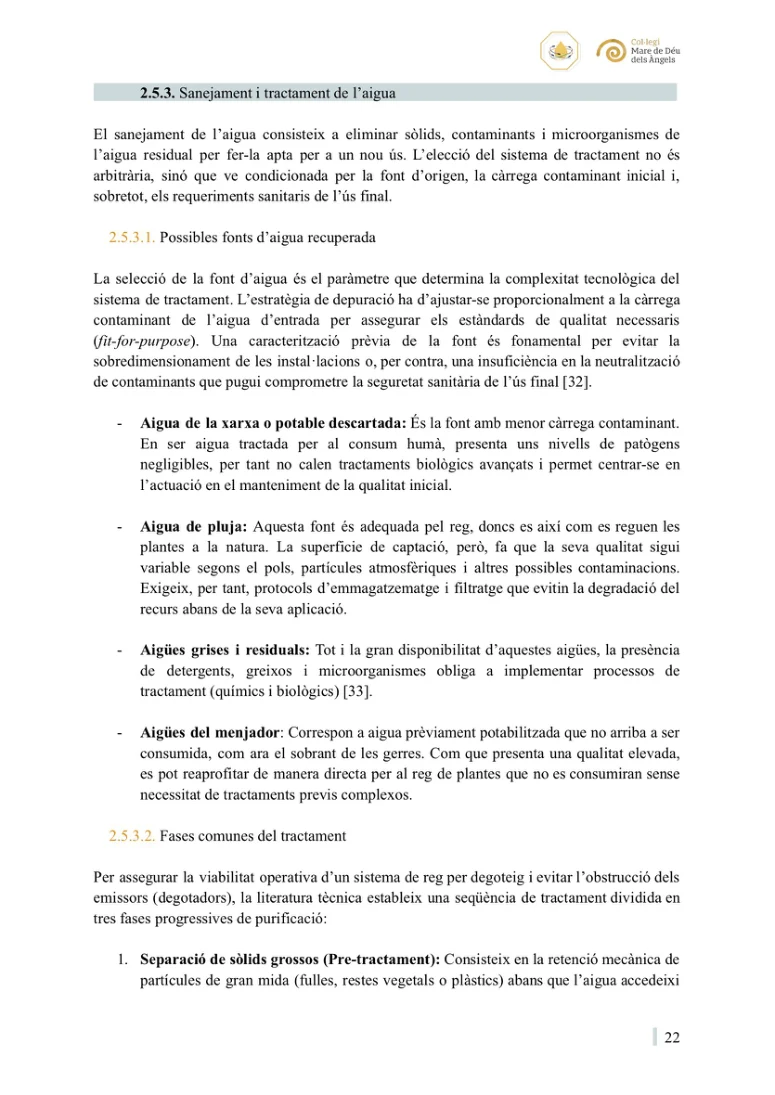 Col·legi
Mare de Déu
dels Àngels
2.5.3. Sanejament i tractament de l’aigua
El sanejament de l’aigua consisteix a eliminar sòlids, contaminants i microorganismes de
l’aigua residual per fer-la apta per a un nou ús. L’elecció del sistema de tractament no és
arbitrària, sinó que ve condicionada per la font d’origen, la càrrega contaminant inicial i,
sobretot, els requeriments sanitaris de l’ús final.
2.5.3.1. Possibles fonts d’aigua recuperada
La selecció de la font d’aigua és el paràmetre que determina la complexitat tecnològica del
sistema de tractament. L’estratègia de depuració ha d’ajustar-se proporcionalment a la càrrega
contaminant de l’aigua d’entrada per assegurar els estàndards de qualitat necessaris
(fit-for-purpose). Una caracterització prèvia de la font és fonamental per evitar la
sobredimensionament de les instal·lacions o, per contra, una insuficiència en la neutralització
de contaminants que pugui comprometre la seguretat sanitària de l’ús final [32].
- Aigua de la xarxa o potable descartada: És la font amb menor càrrega contaminant.
En ser aigua tractada per al consum humà, presenta uns nivells de patògens
negligibles, per tant no calen tractaments biològics avançats i permet centrar-se en
l’actuació en el manteniment de la qualitat inicial.
- Aigua de pluja: Aquesta font és adequada pel reg, doncs es així com es reguen les
plantes a la natura. La superfície de captació, però, fa que la seva qualitat sigui
variable segons el pols, partícules atmosfèriques i altres possibles contaminacions.
Exigeix, per tant, protocols d’emmagatzematge i filtratge que evitin la degradació del
recurs abans de la seva aplicació.
- Aigües grises i residuals: Tot i la gran disponibilitat d’aquestes aigües, la presència
de detergents, greixos i microorganismes obliga a implementar processos de
tractament (químics i biològics) [33].
- Aigües del menjador: Correspon a aigua prèviament potabilitzada que no arriba a ser
consumida, com ara el sobrant de les gerres. Com que presenta una qualitat elevada,
es pot reaprofitar de manera directa per al reg de plantes que no es consumiran sense
necessitat de tractaments previs complexos.
2.5.3.2. Fases comunes del tractament
Per assegurar la viabilitat operativa d’un sistema de reg per degoteig i evitar l’obstrucció dels
emissors (degotadors), la literatura tècnica estableix una seqüència de tractament dividida en
tres fases progressives de purificació:
1. Separació de sòlids grossos (Pre-tractament): Consisteix en la retenció mecànica de
partícules de gran mida (fulles, restes vegetals o plàstics) abans que l’aigua accedeixi
22